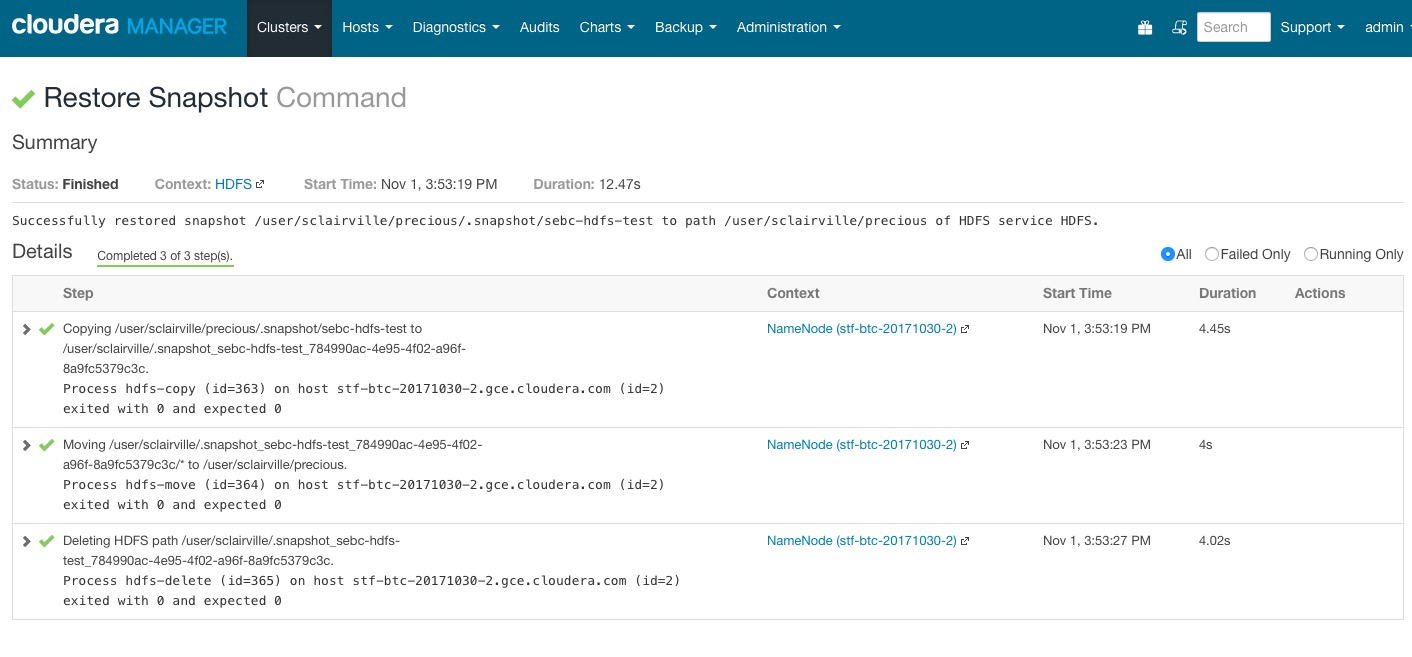 cloudera MANAGER Clusters Hosts Diagnostics Audits Charts Backup Administration Search Support admin
Restore Snapshot Command
Summary
Status: Finished Context: HDFS Start Time: Nov 1, 3:53:19 PM Duration: 12.47s
Successfully restored snapshot /user/sclairville/precious/.snapshot/sebc-hdfs-test to path /user/sclairville/precious of HDFS service HDFS.
Details Completed 3 of 3 step(s). All Failed Only Running Only
Step Context Start Time Duration Actions
Copying /user/sclairville/precious/.snapshot/sebc-hdfs-test to NameNode (stf-btc-20171030-2) Nov 1, 3:53:19 PM 4.45s
/user/sclairville/.snapshot_sebc-hdfs-test_784990ac-4e95-4f02-a96f-
8a9fc5379c3c.
Process hdfs-copy (id=363) on host stf-btc-20171030-2.gce.cloudera.com (id=2)
exited with 0 and expected 0
Moving /user/sclairville/.snapshot_sebc-hdfs-test_784990ac-4e95-4f02- NameNode (stf-btc-20171030-2) Nov 1, 3:53:23 PM 4s
a96f-8a9fc5379c3c/* to /user/sclairville/precious.
Process hdfs-move (id=364) on host stf-btc-20171030-2.gce.cloudera.com (id=2)
exited with 0 and expected 0
Deleting HDFS path /user/sclairville/.snapshot_sebc-hdfs- NameNode (stf-btc-20171030-2) Nov 1, 3:53:27 PM 4.02s
test_784990ac-4e95-4f02-a96f-8a9fc5379c3c.
Process hdfs-delete (id=365) on host stf-btc-20171030-2.gce.cloudera.com (id=2)
exited with 0 and expected 0